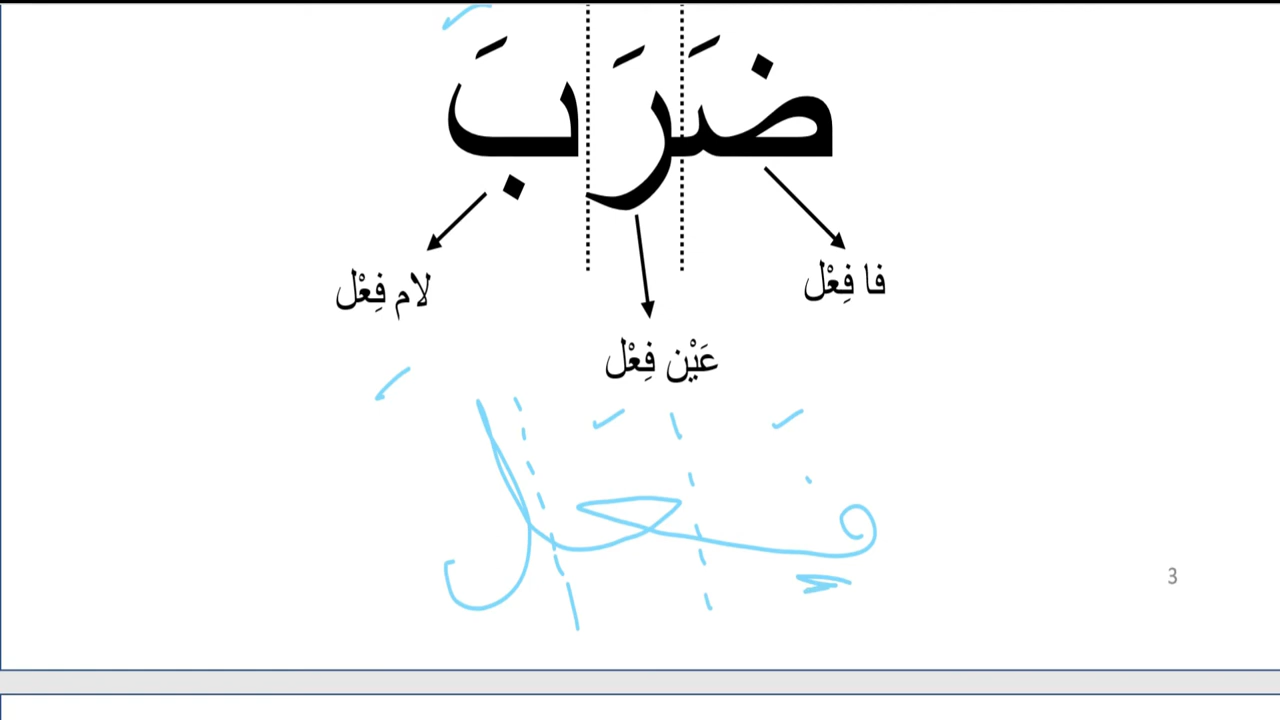 ضَرَبَ
فا فِعْل
لام فِعْل
عَيْن فِعْل
فَعَلَ
3